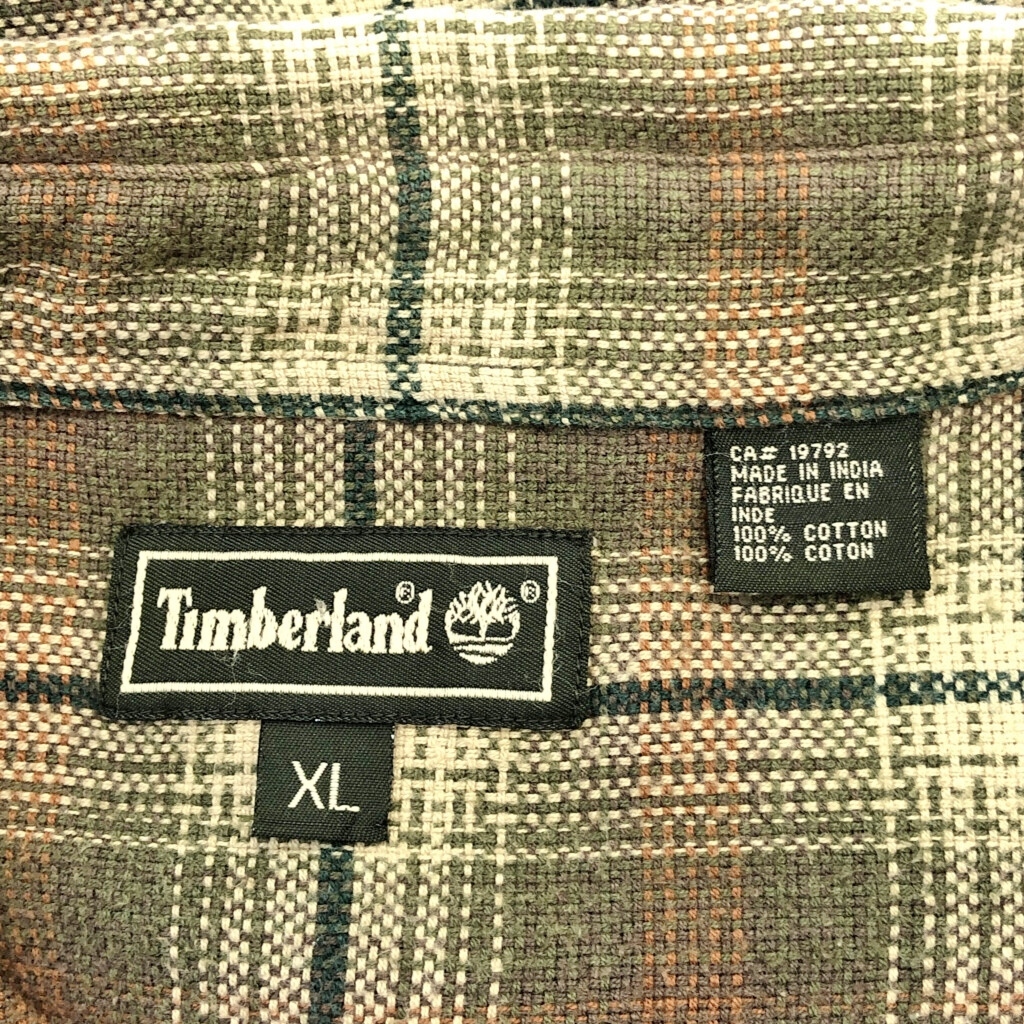 CA# 19792
MADE IN INDIA
FABRIQUE EN
INDE
100% COTTON
100% COTON
Timberland® ®
XL